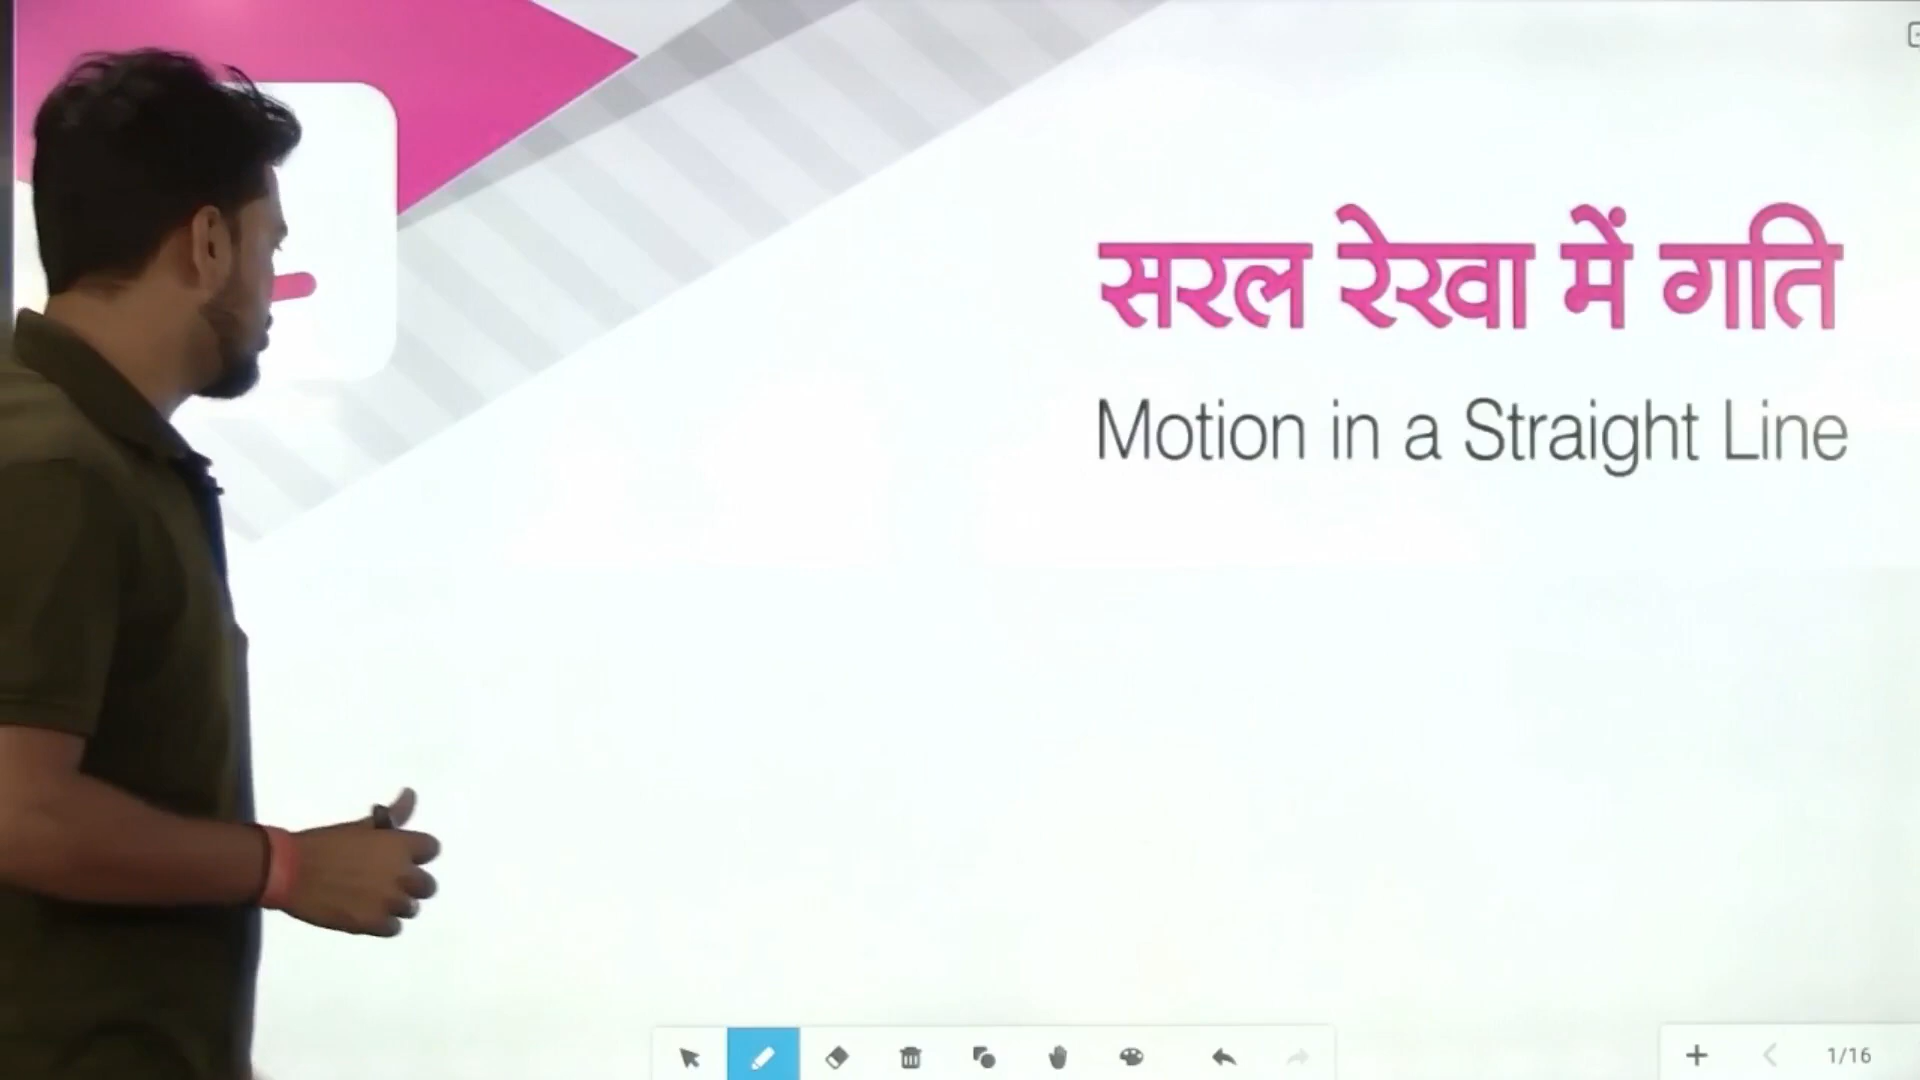 सरल रेखा में गति
Motion in a Straight Line
1/16